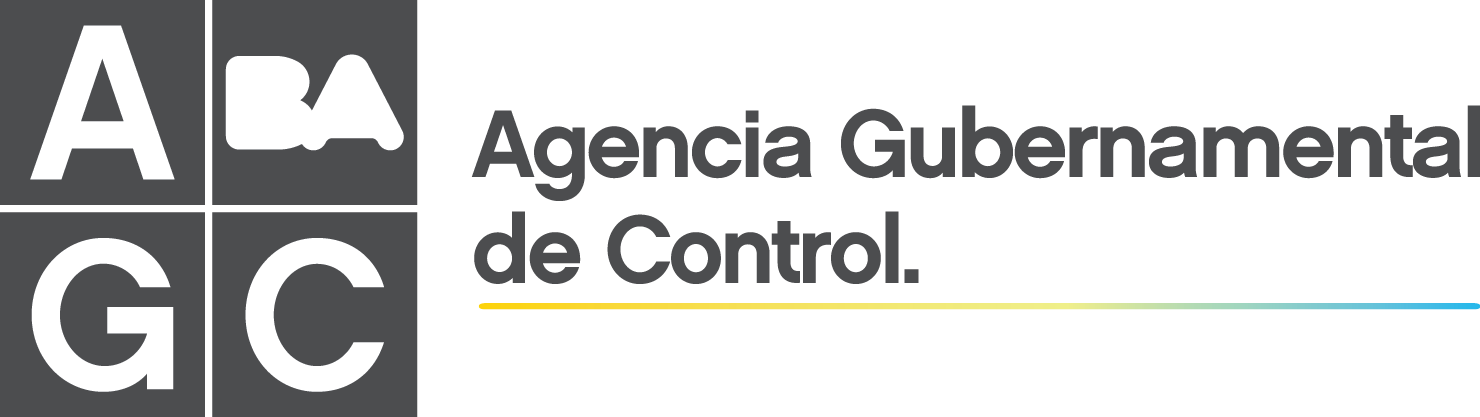 A BA
G C
Agencia Gubernamental
de Control.